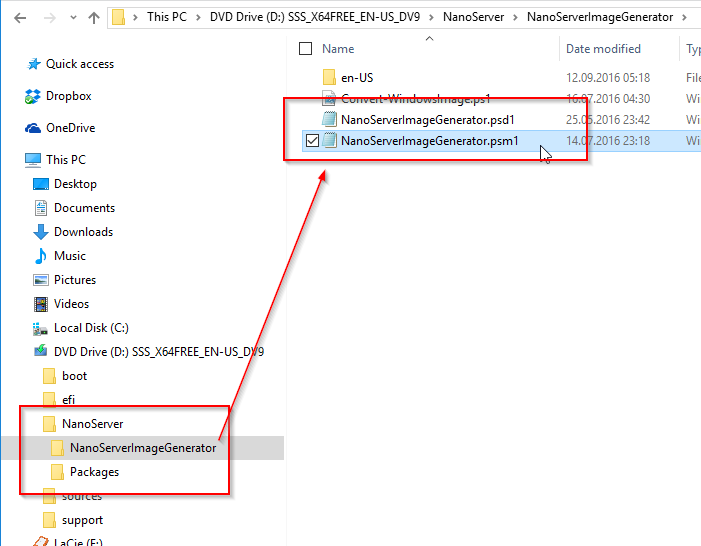 This PC > DVD Drive (D:) SSS_X64FREE_EN-US_DV9 > NanoServer > NanoServerImageGenerator >
Name Date modified Ty
en-US 12.09.2016 05:18 File
Convert-WindowsImage.ps1 16.07.2016 04:30 Wi
NanoServerImageGenerator.psd1 25.05.2016 23:42 Wi
NanoServerImageGenerator.psm1 14.07.2016 23:18 Wi
Quick access
Dropbox
OneDrive
This PC
Desktop
Documents
Downloads
Music
Pictures
Videos
Local Disk (C:)
DVD Drive (D:) SSS_X64FREE_EN-US_DV9
boot
efi
NanoServer
NanoServerImageGenerator
Packages
sources
support
LaCie (F:)